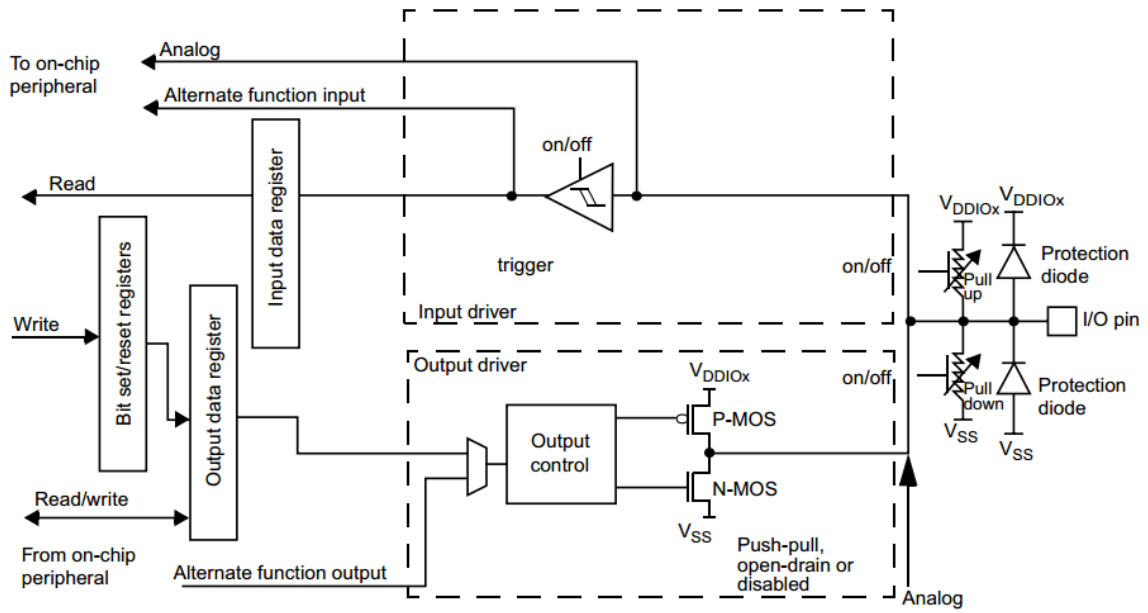 To on-chip
peripheral
Analog
Alternate function input
on/off
Read
Input data register
trigger
Input driver
on/off
VDDIOx
VDDIOx
Pull
up
Protection
diode
I/O pin
Bit set/reset registers
Write
Output data register
Output driver
on/off
VDDIOx
P-MOS
Output
control
N-MOS
VSS
Pull
down
VSS
VSS
Protection
diode
Read/write
From on-chip
peripheral
Alternate function output
Push-pull,
open-drain or
disabled
Analog